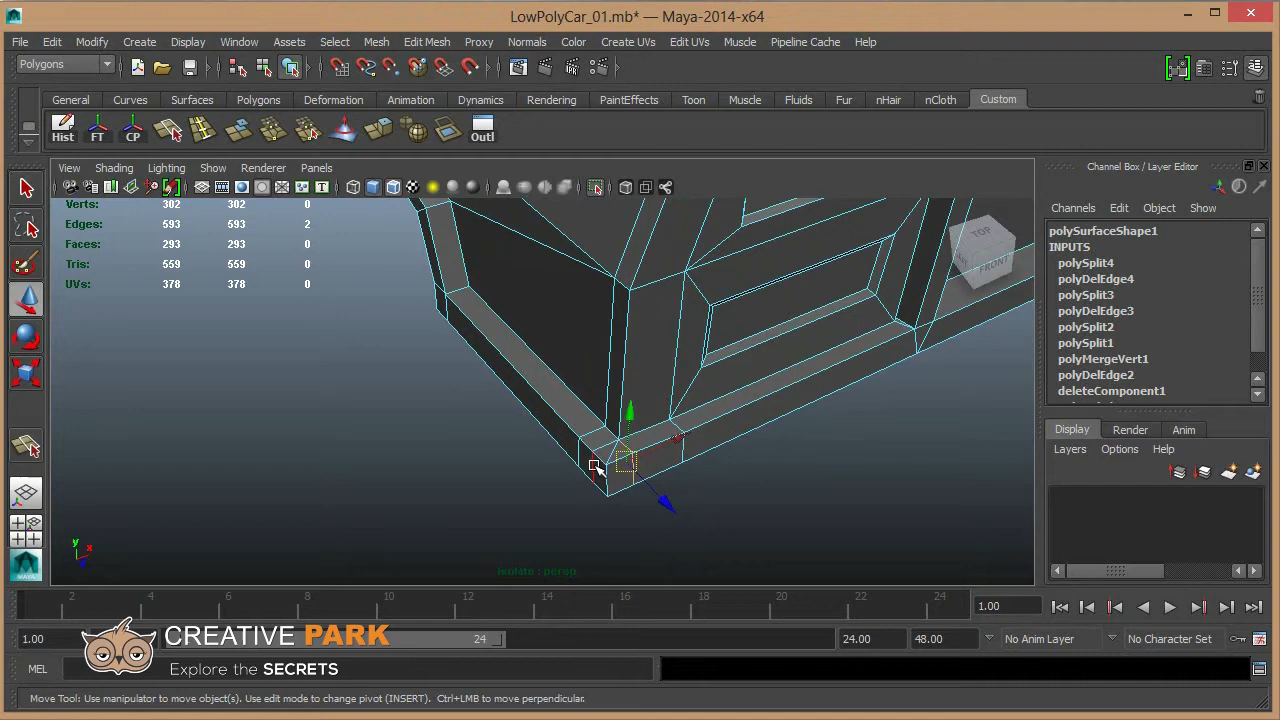 LowPolyCar_01.mb* — Maya-2014-x64
File Edit Modify Create Display Window Assets Select Mesh Edit Mesh Proxy Normals Color Create UVs Edit UVs Muscle Pipeline Cache Help
Polygons
General Curves Surfaces Polygons Deformation Animation Dynamics Rendering PaintEffects Toon Muscle Fluids Fur nHair nCloth Custom
Hist FT CP Outl
View Shading Lighting Show Renderer Panels
Channel Box / Layer Editor
Channels Edit Object Show
Verts: 302 302 0
Edges: 593 593 2
Faces: 293 293 0
Tris: 559 559 0
UVs: 378 378 0
TOP
FRONT
polySurfaceShape1
INPUTS
polySplit4
polyDelEdge4
polySplit3
polyDelEdge3
polySplit2
polySplit1
polyMergeVert1
polyDelEdge2
deleteComponent1
Display Render Anim
Layers Options Help
y
x
z
isolate : persp
MAYA
2 4 6 8 10 12 14 16 18 20 22 24
1.00
1.00 24 24.00 48.00 No Anim Layer No Character Set
CREATIVE PARK
Explore the SECRETS
MEL
Move Tool: Use manipulator to move object(s). Use edit mode to change pivot (INSERT). Ctrl+LMB to move perpendicular.